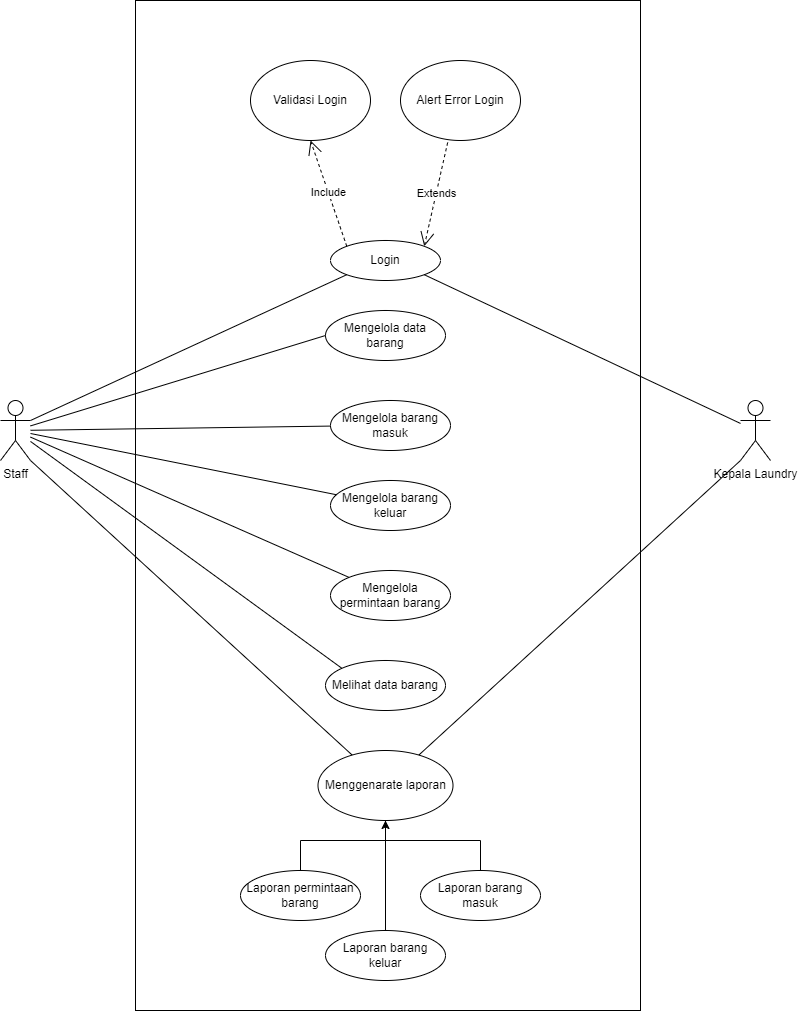 Validasi Login
Alert Error Login
Include
Extends
Login
Mengelola data
barang
Mengelola barang
masuk
Staff
Kepala Laundry
Mengelola barang
keluar
Mengelola
permintaan barang
Melihat data barang
Menggenarate laporan
Laporan permintaan
barang
Laporan barang
masuk
Laporan barang
keluar